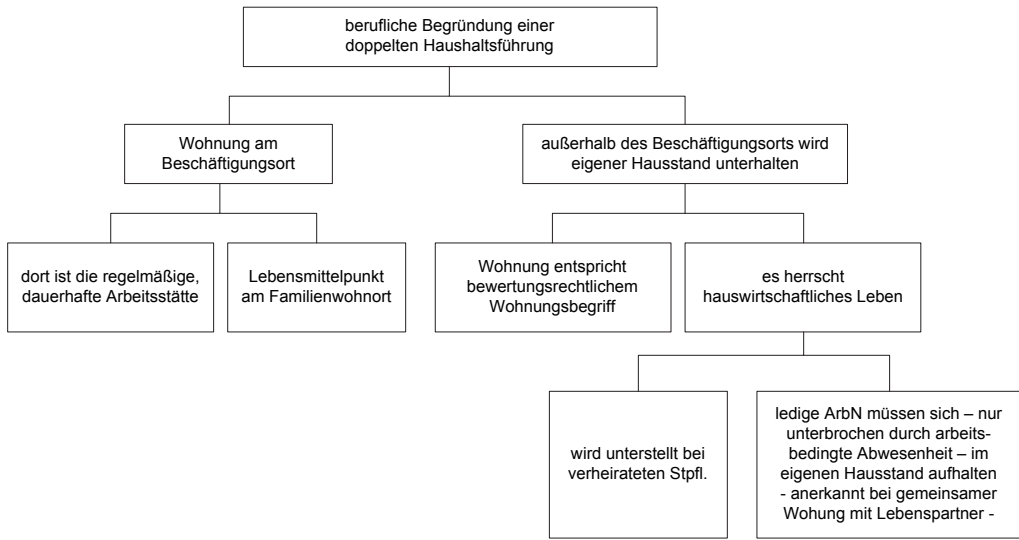 berufliche Begründung einer
doppelten Haushaltsführung
Wohnung am
Beschäftigungsort
außerhalb des Beschäftigungsorts wird
eigener Hausstand unterhalten
dort ist die regelmäßige,
dauerhafte Arbeitsstätte
Lebensmittelpunkt
am Familienwohnort
Wohnung entspricht
bewertungsrechtlichem
Wohnungsbegriff
es herrscht
hauswirtschaftliches Leben
wird unterstellt bei
verheirateten Stpfl.
ledige ArbN müssen sich – nur
unterbrochen durch arbeits-
bedingte Abwesenheit – im
eigenen Hausstand aufhalten
- anerkannt bei gemeinsamer
Wohung mit Lebenspartner -